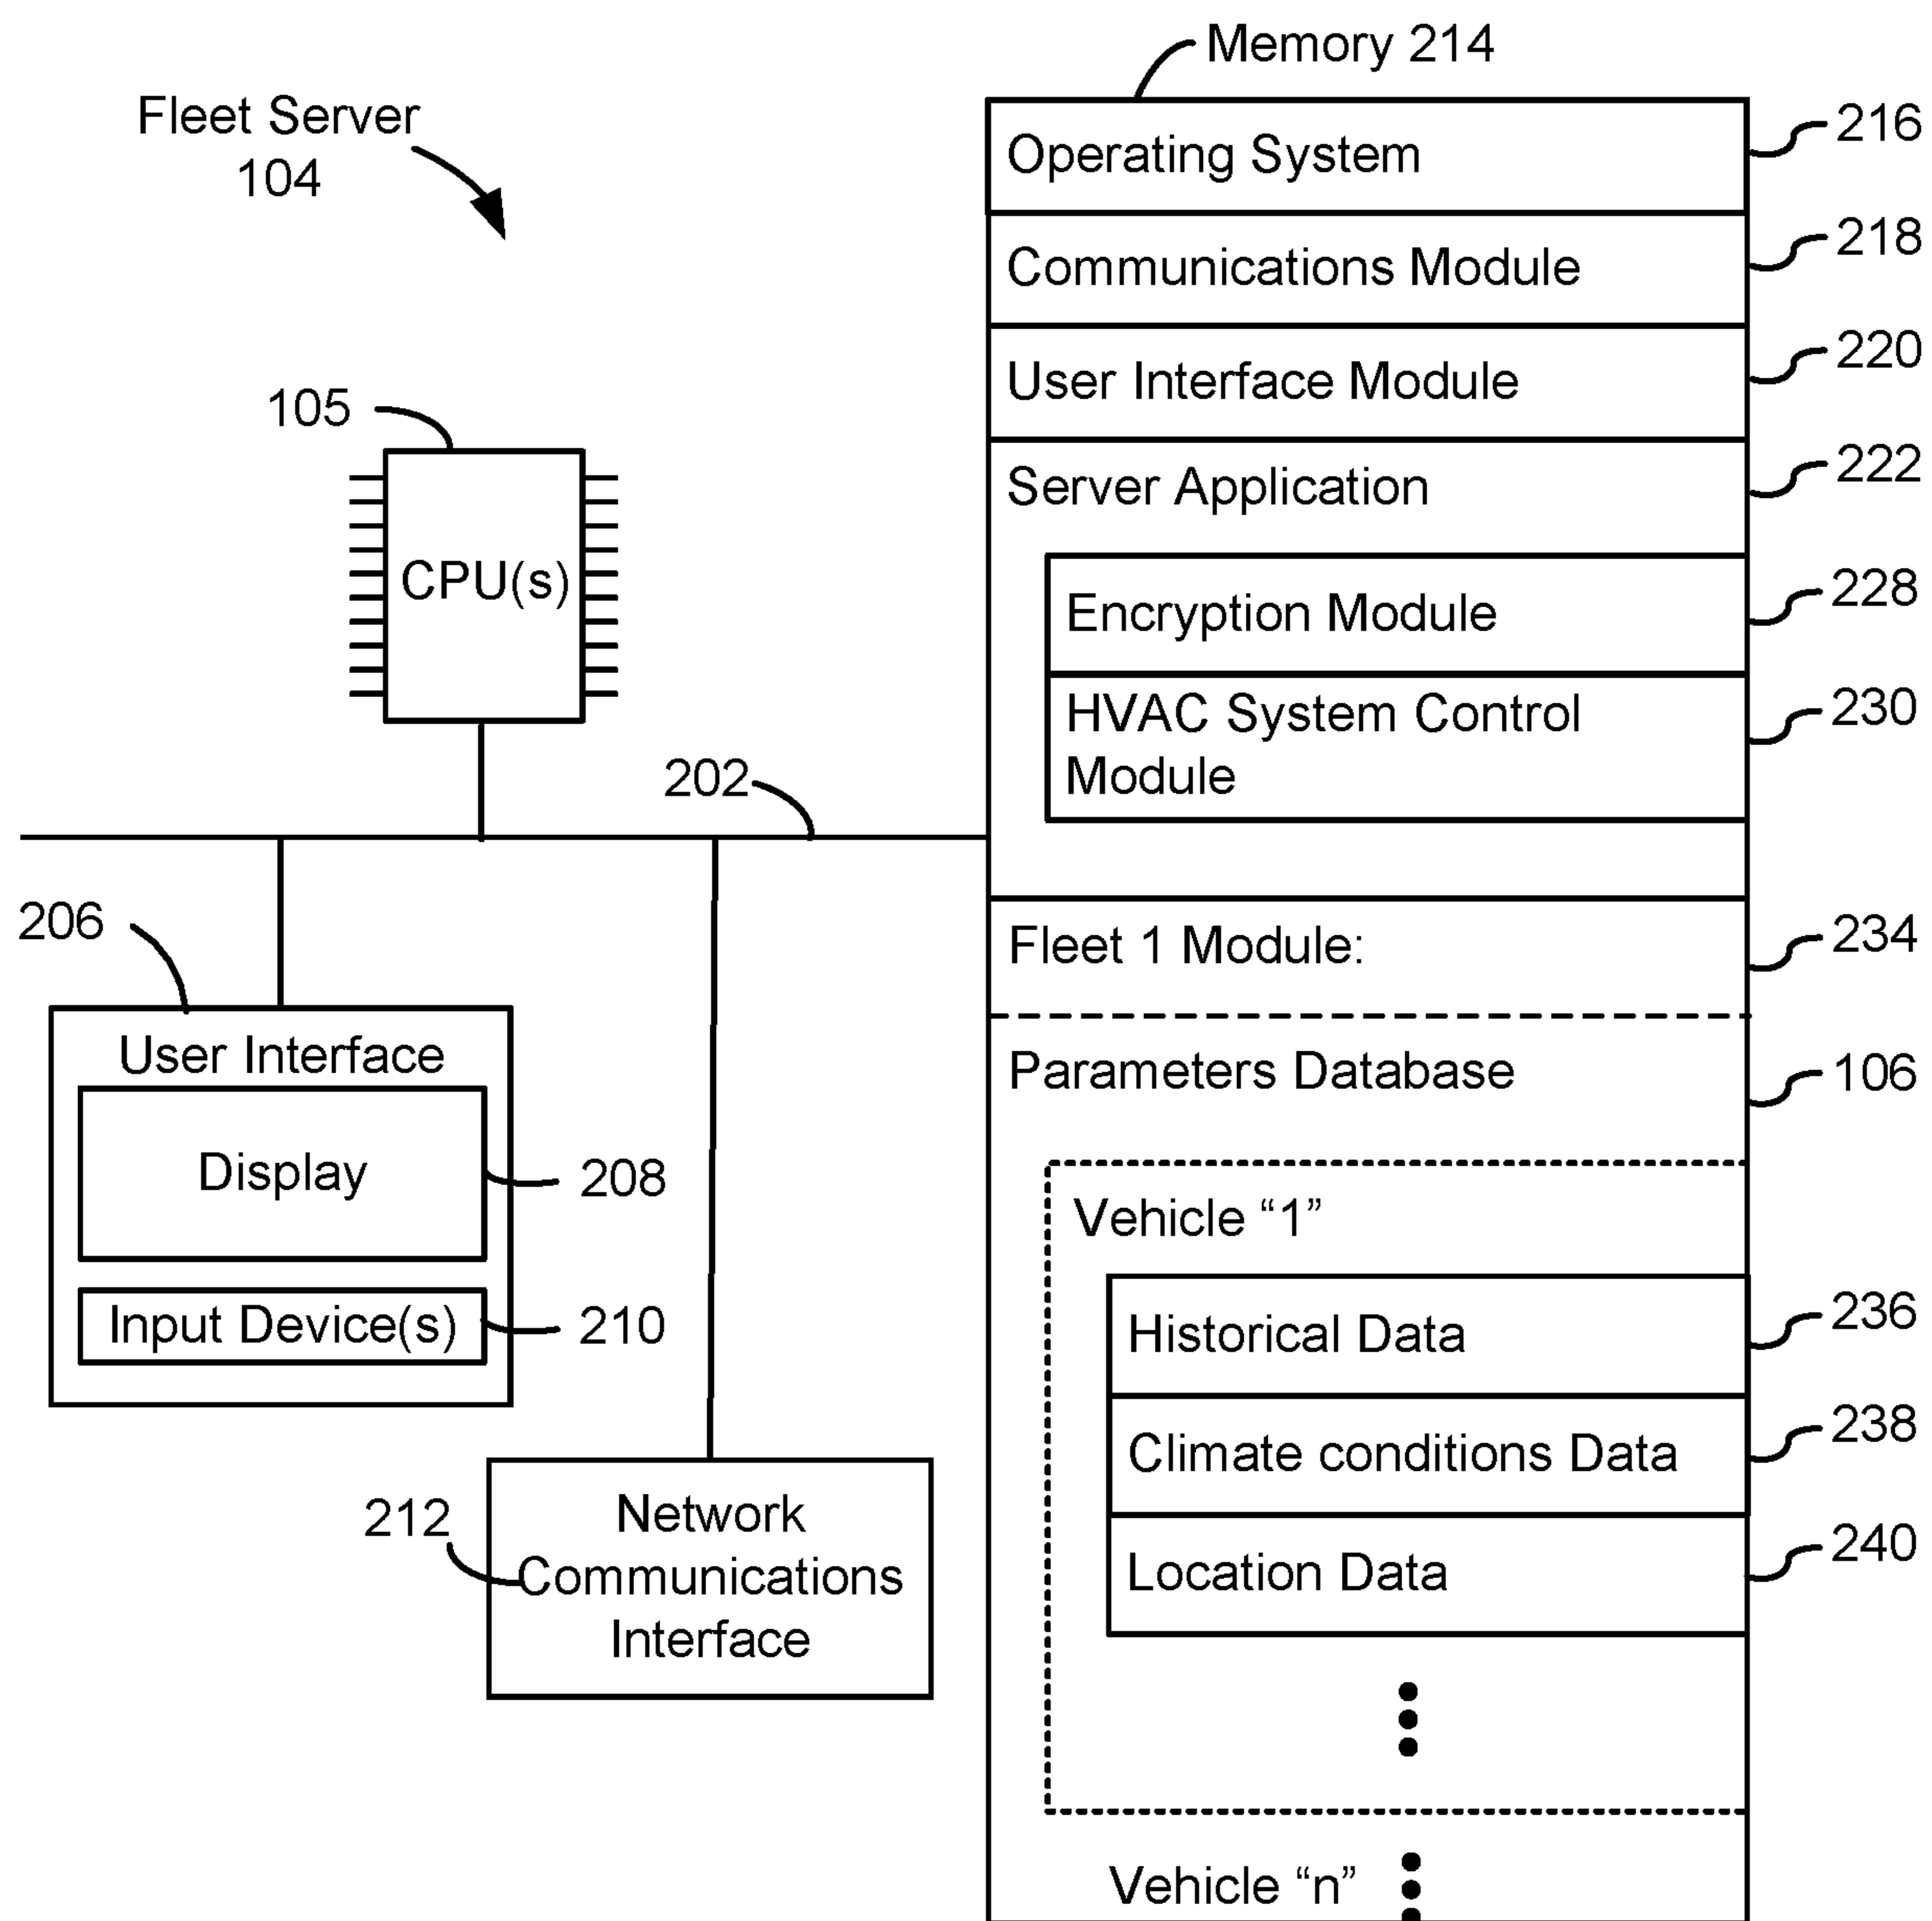 Memory 214
Fleet Server
104
Operating System
216
Communications Module
218
User Interface Module
220
Server Application
222
Encryption Module
228
HVAC System Control
Module
230
105
CPU(s)
202
206
User Interface
Display
208
Input Device(s)
210
212
Network
Communications
Interface
Fleet 1 Module:
234
Parameters Database
106
Vehicle “1”
Historical Data
236
Climate conditions Data
238
Location Data
240
Vehicle “n”